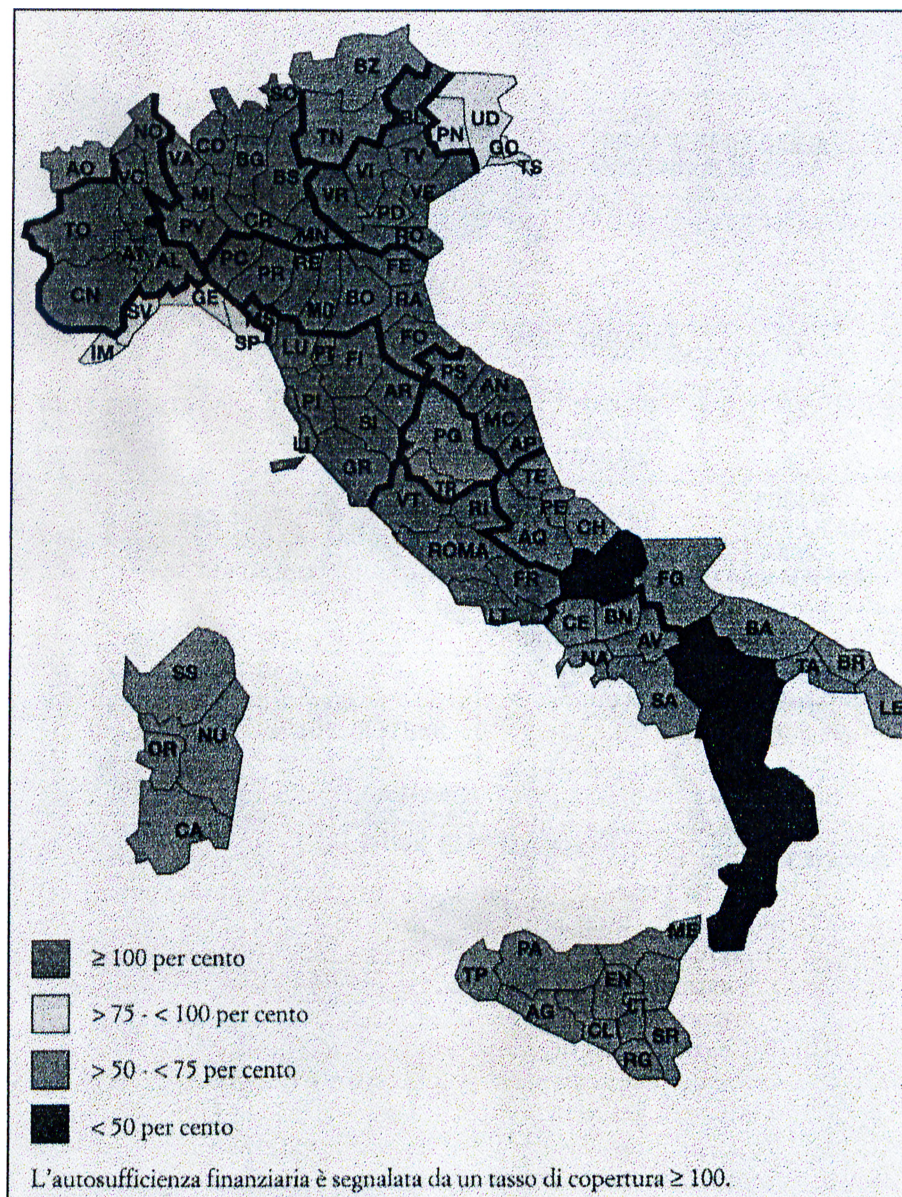 BZ
SO
TN
BL
PN
UD
GO
TS
NO
VA
CO
BG
BS
VI
TV
AO
VC
MI
VR
VE
PD
TO
PV
CR
MN
RO
AT
AL
PC
PR
RE
FE
CN
GE
MO
BO
RA
SV
SP
FO
IM
LU
PT
FI
PS
AN
PI
AR
MC
SI
PG
AP
LI
GR
TR
TE
VT
RI
PE
CH
AQ
ROMA
FR
FG
LT
CE
BN
BA
AV
NA
TA
BR
SA
LE
SS
OR
NU
CA
ME
PA
TP
EN
AG
CL
SR
RG
≥ 100 per cento
> 75 - < 100 per cento
> 50 - < 75 per cento
< 50 per cento
L'autosufficienza finanziaria è segnalata da un tasso di copertura ≥ 100.